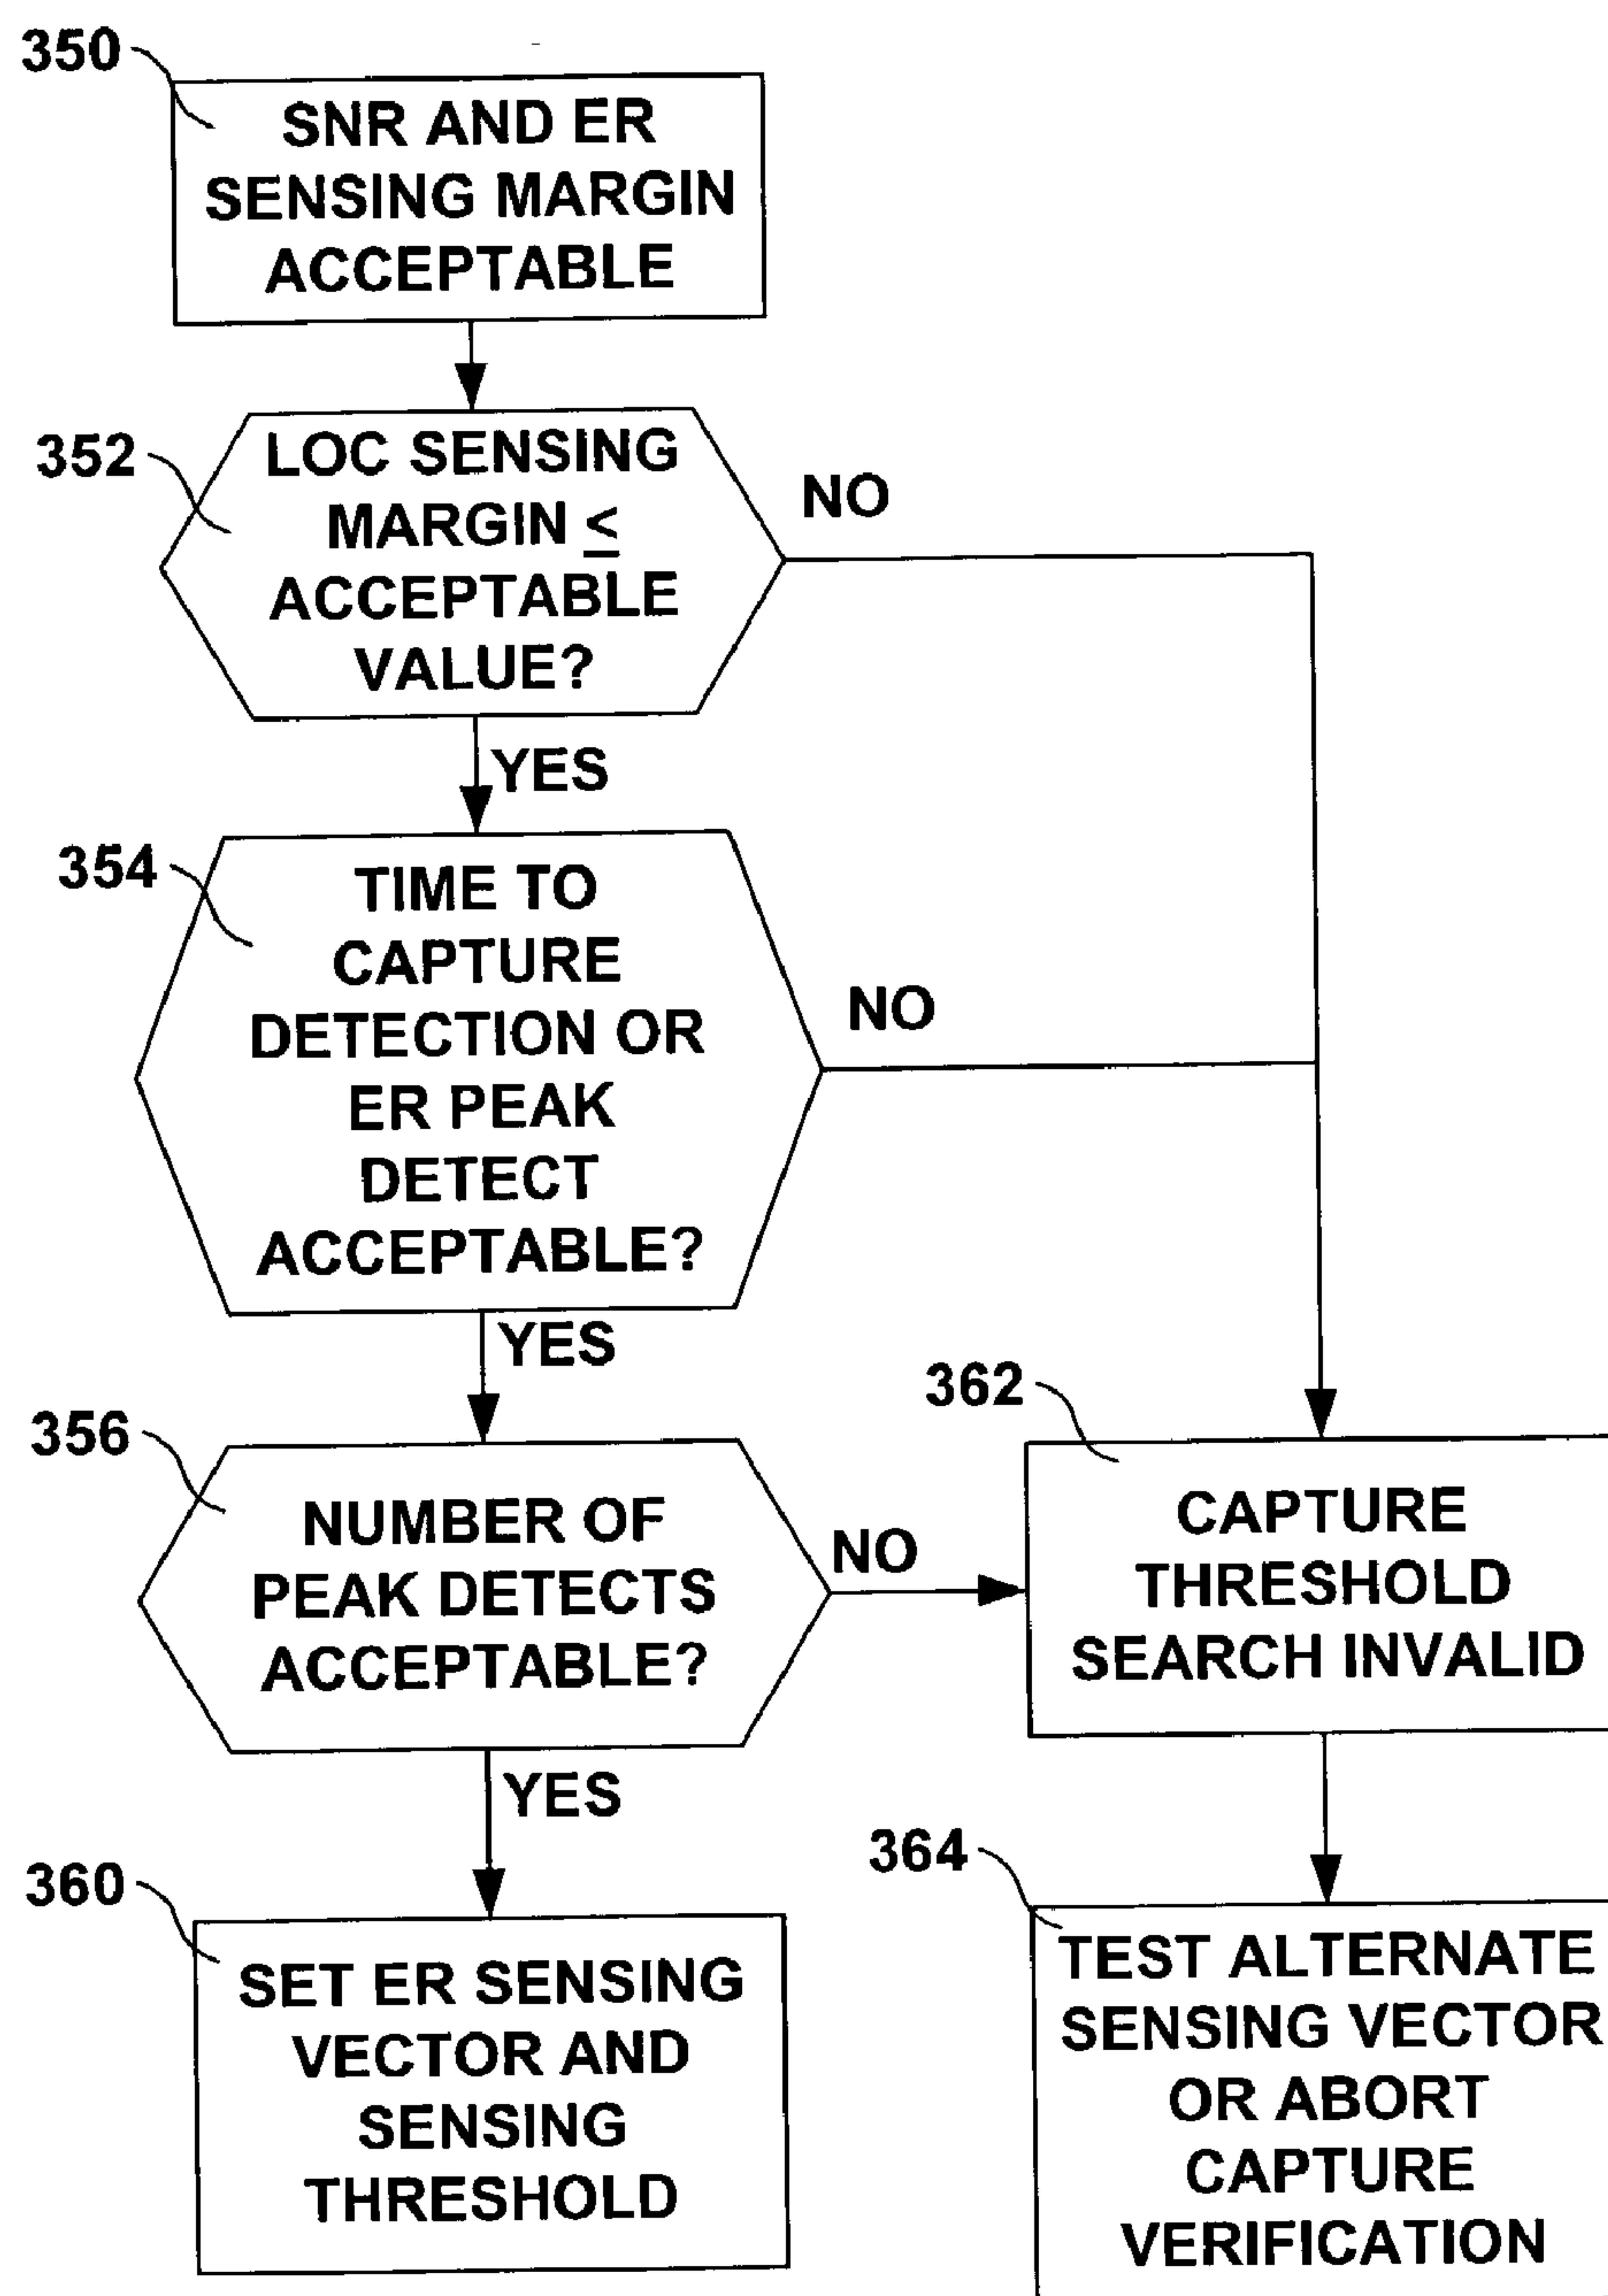 350
SNR AND ER
SENSING MARGIN
ACCEPTABLE
352
LOC SENSING
MARGIN ≤
ACCEPTABLE
VALUE?
NO
YES
354
TIME TO
CAPTURE
DETECTION OR
ER PEAK
DETECT
ACCEPTABLE?
NO
YES
356
NUMBER OF
PEAK DETECTS
ACCEPTABLE?
NO
YES
362
CAPTURE
THRESHOLD
SEARCH INVALID
360
SET ER SENSING
VECTOR AND
SENSING
THRESHOLD
364
TEST ALTERNATE
SENSING VECTOR
OR ABORT
CAPTURE
VERIFICATION